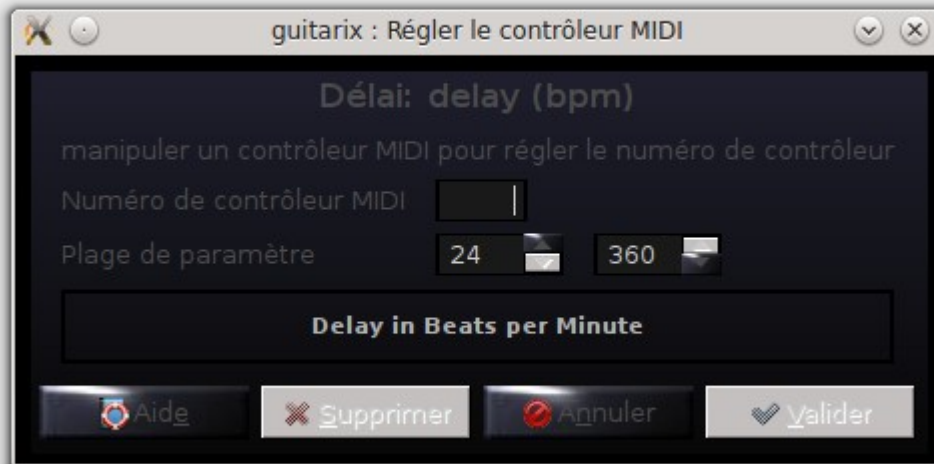 guitarix : Régler le contrôleur MIDI
Délai: delay (bpm)
manipuler un contrôleur MIDI pour régler le numéro de contrôleur
Numéro de contrôleur MIDI
Plage de paramètre 24 360
Delay in Beats per Minute
Aide Supprimer Annuler Valider